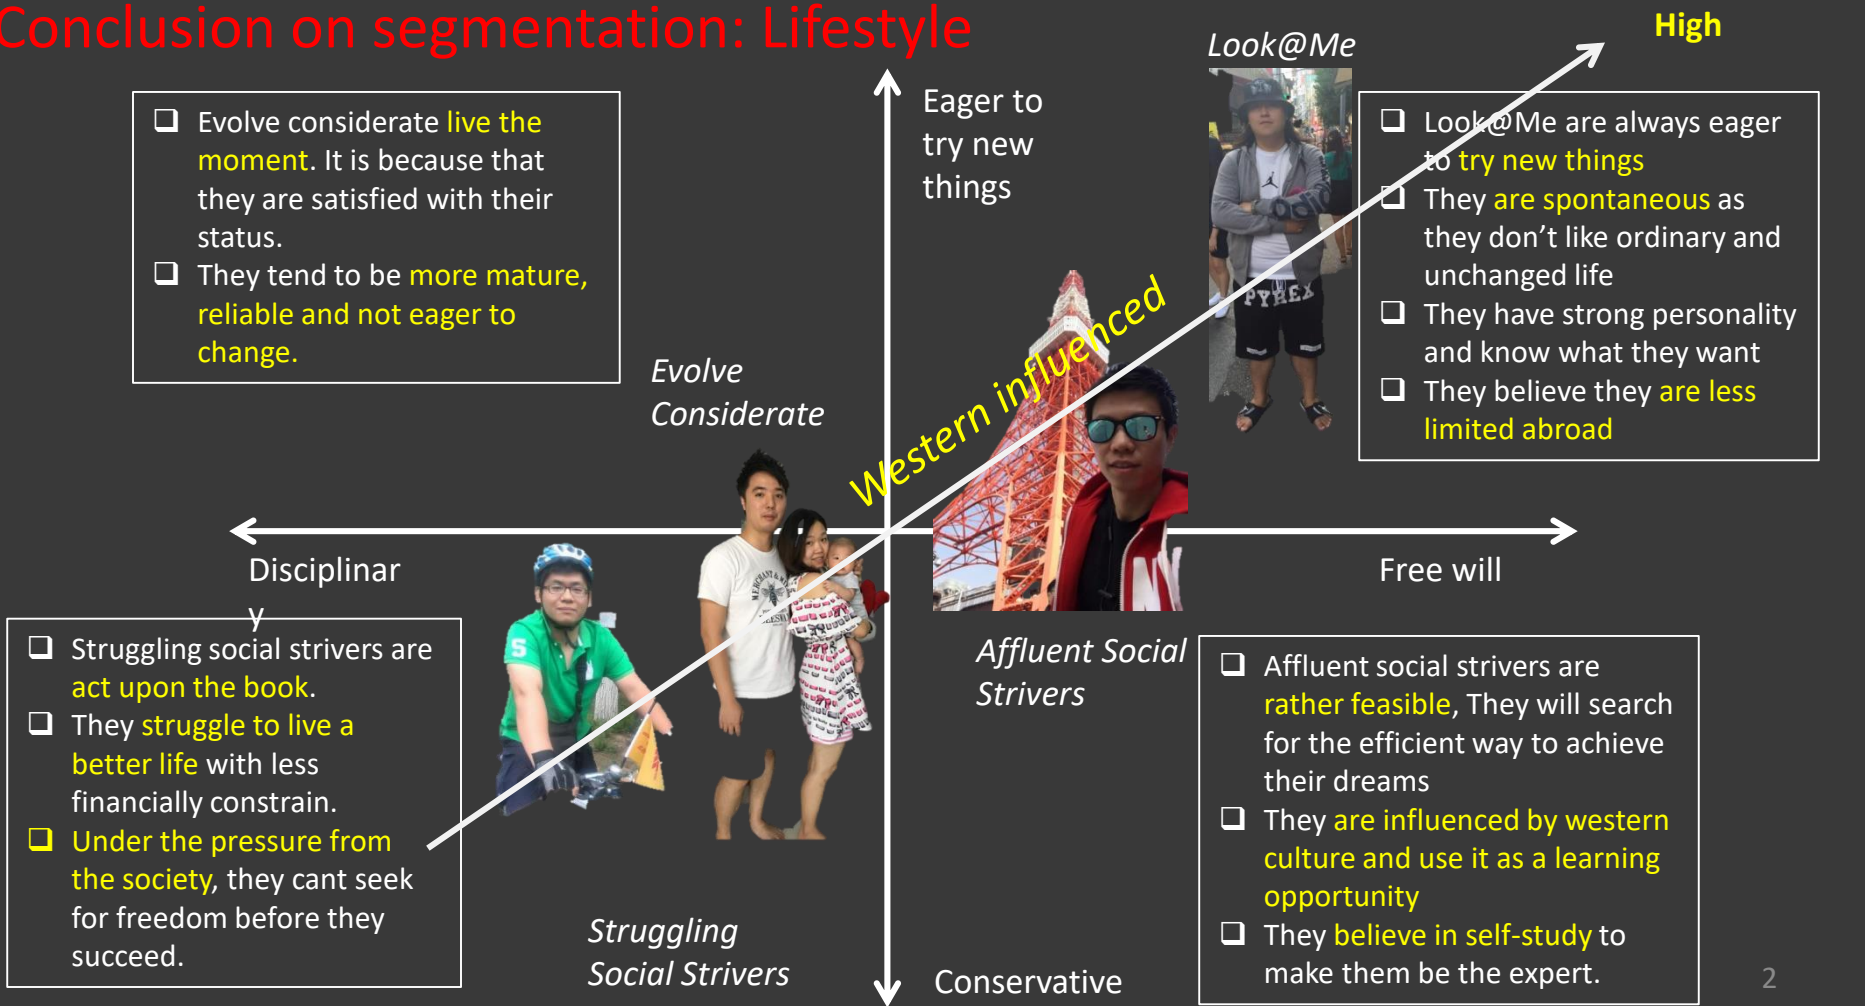 Conclusion on segmentation: Lifestyle
High
Look@Me
Eager to
try new
things
❑ Evolve considerate live the
moment. It is because that
they are satisfied with their
status.
❑ They tend to be more mature,
reliable and not eager to
change.
❑ Look@Me are always eager
to try new things
❑ They are spontaneous as
they don’t like ordinary and
unchanged life
❑ They have strong personality
and know what they want
❑ They believe they are less
limited abroad
PYREX
Evolve
Considerate
Western influenced
Disciplinar
y
Free will
❑ Struggling social strivers are
act upon the book.
❑ They struggle to live a
better life with less
financially constrain.
❑ Under the pressure from
the society, they cant seek
for freedom before they
succeed.
S
Affluent Social
Strivers
❑ Affluent social strivers are
rather feasible, They will search
for the efficient way to achieve
their dreams
❑ They are influenced by western
culture and use it as a learning
opportunity
❑ They believe in self-study to
make them be the expert.
Struggling
Social Strivers
Conservative
2